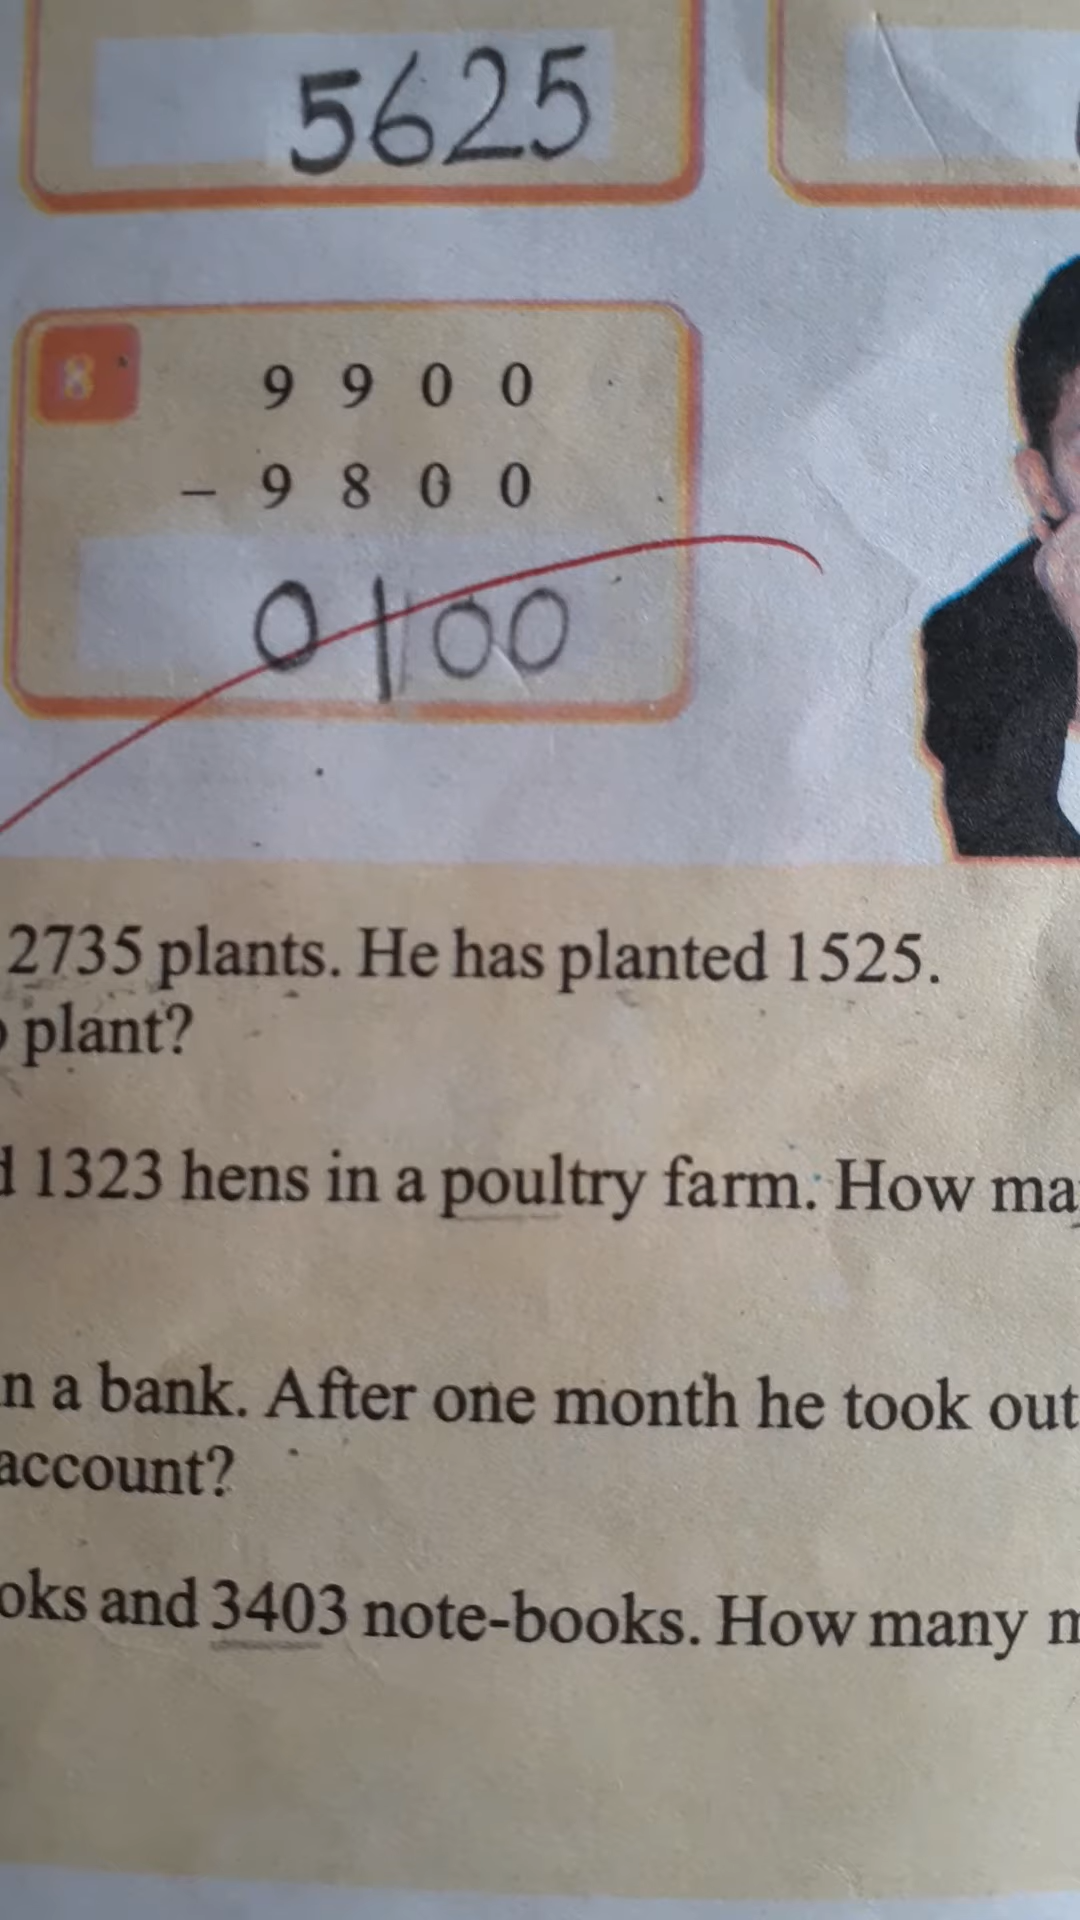 5625
8
9 9 0 0
– 9 8 0 0
0100
2735 plants. He has planted 1525.
plant?
1323 hens in a poultry farm. How ma
n a bank. After one month he took out
account?
oks and 3403 note-books. How many m